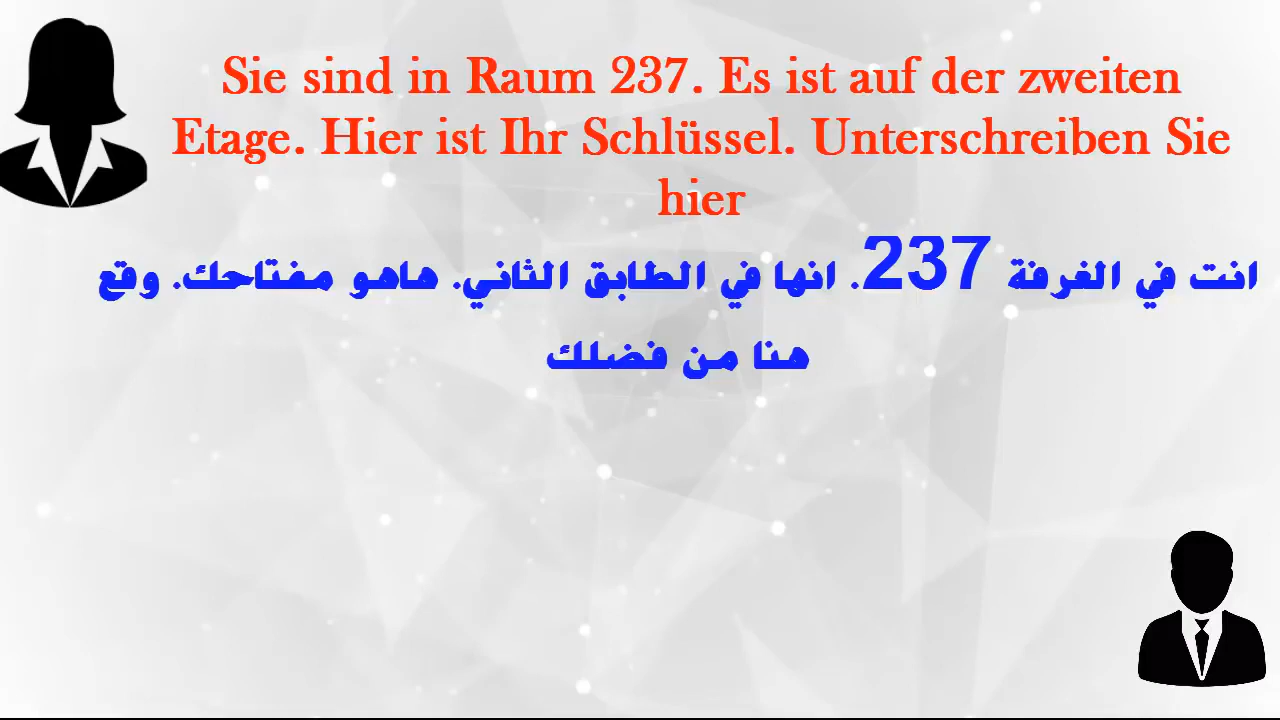 Sie sind in Raum 237. Es ist auf der zweiten
Etage. Hier ist Ihr Schlüssel. Unterschreiben Sie
hier
انت في الغرفة 237. انها في الطابق الثاني. هاهو مفتاحك. وقع
هنا من فضلك